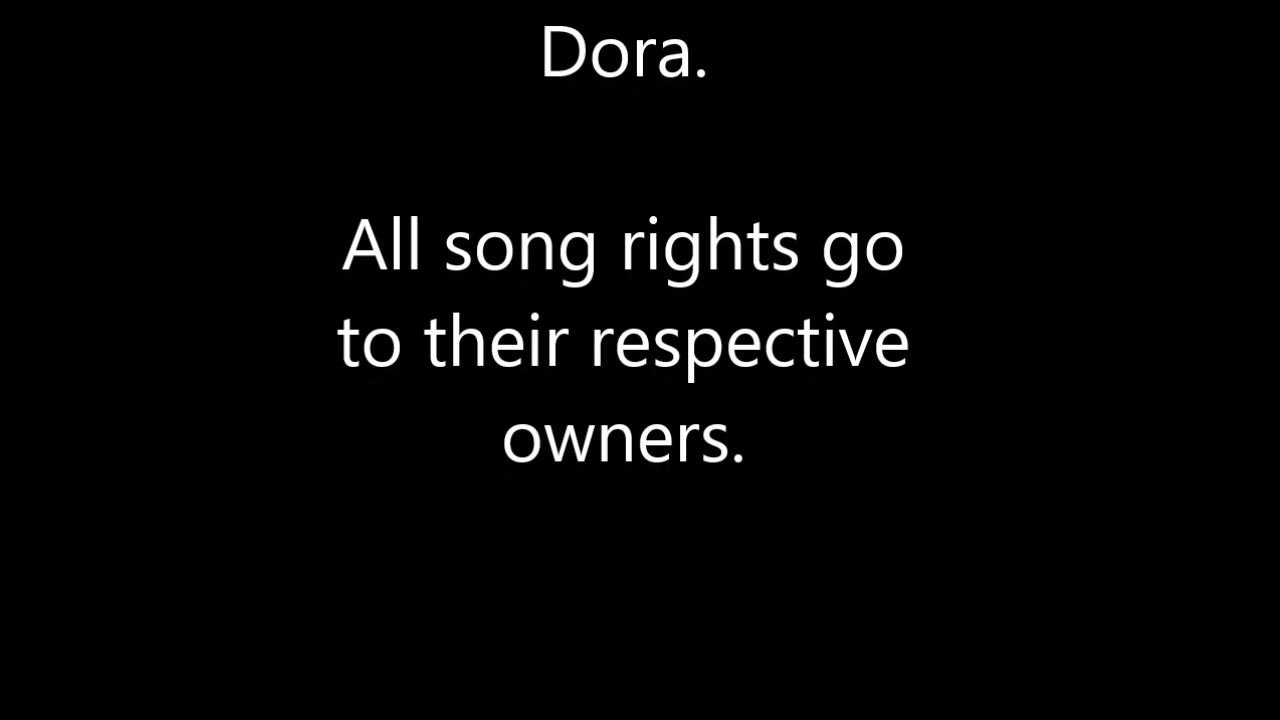 Dora.
All song rights go
to their respective
owners.